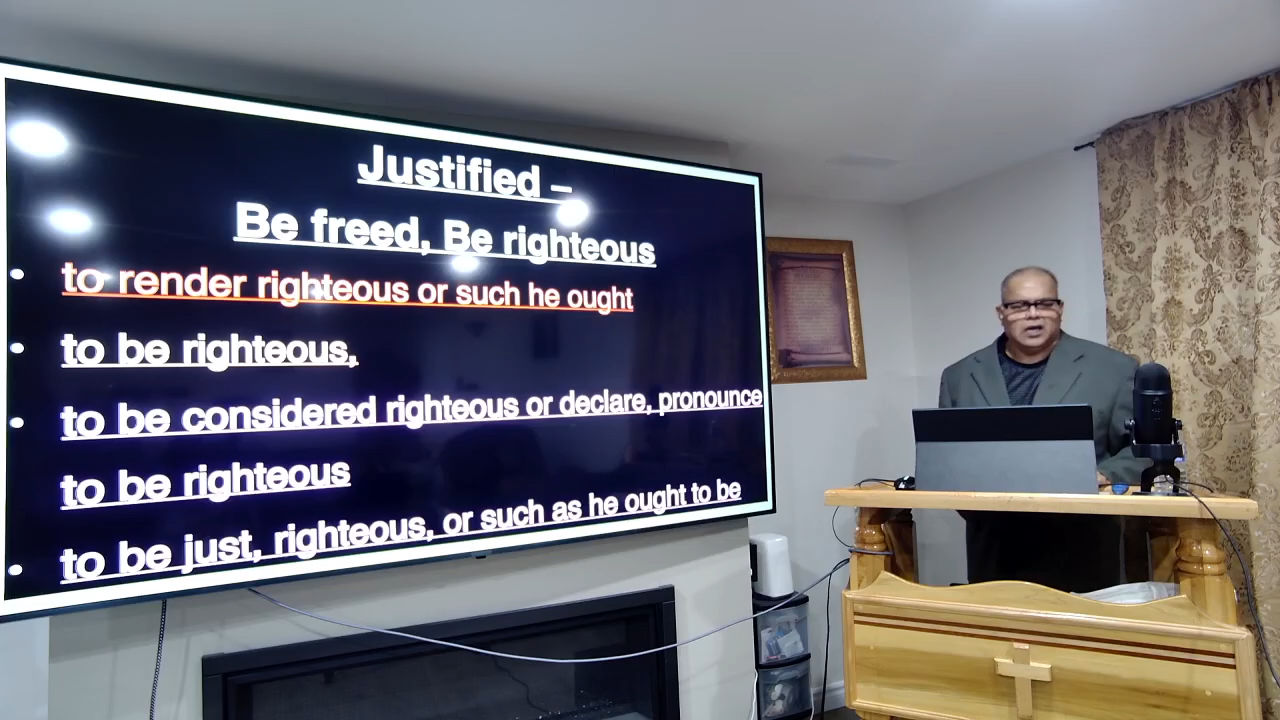 Justified –
Be freed, Be righteous
• to render righteous or such he ought
• to be righteous,
• to be considered righteous or declare, pronounce
to be righteous
• to be just, righteous, or such as he ought to be